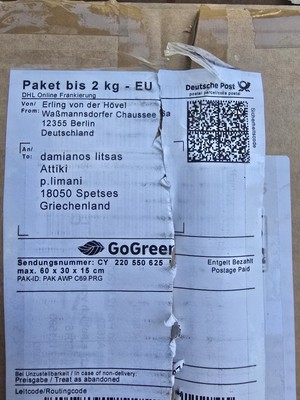 Paket bis 2 kg - EU
DHL Online Frankierung
Deutsche Post
Von/ Erling von der Hövel
From: Waßmannsdorfer Chaussee
12355 Berlin
Deutschland
An/
To: damianos litsas
Attiki
p.limani
18050 Spetses
Griechenland
GoGreen
Sendungsnummer: CY 220 550 625
max. 60 x 30 x 15 cm
PAK-ID: PAK AWP C69 PRG
Entgelt Bezahlt
Postage Paid
Bei Unzustellbarkeit / In case of non-delivery:
Preisgabe / Treat as abandoned
Leitcode/Routingcode